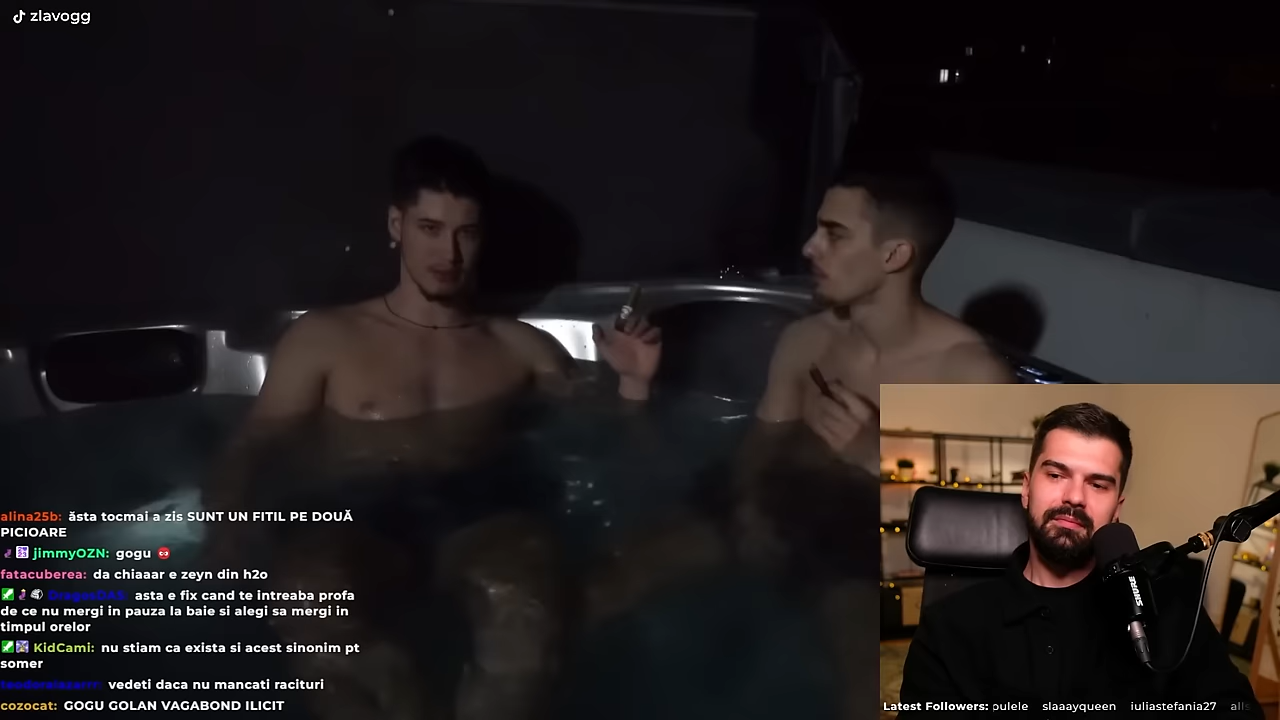 zlavogg
alina25b: ăsta tocmai a zis SUNT UN FITIL PE DOUĂ
PICIOARE
jimmyOZN: gogu
fatacuberea: da chiaaar e zeyn din h2o
DragosDAS: asta e fix cand te intreaba profa
de ce nu mergi in pauza la baie si alegi sa mergi in
timpul orelor
KidCami: nu stiam ca exista si acest sinonim pt
somer
vedeti daca nu mancati racituri
cozocat: GOGU GOLAN VAGABOND ILICIT
SHURE
Latest Followers: oulele slaaayqueen iuliastefania27 alls